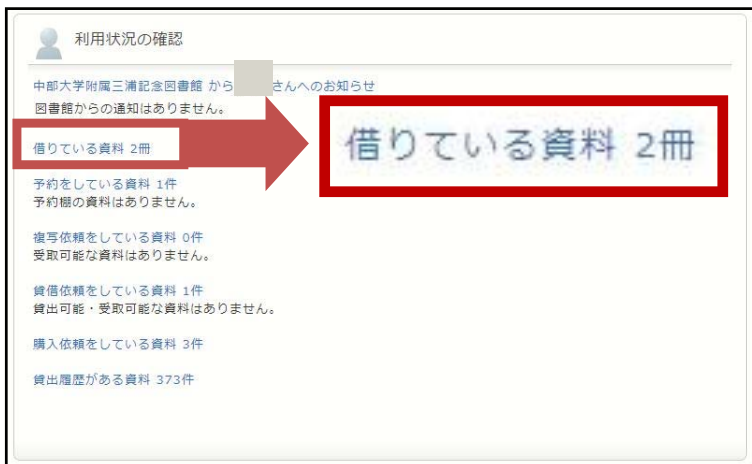 利用状況の確認
中部大学附属三浦記念図書館 から さんへのお知らせ
図書館からの通知はありません。
借りている資料 2冊
借りている資料 2冊
予約をしている資料 1件
予約棚の資料はありません。
複写依頼をしている資料 0件
受取可能な資料はありません。
貸借依頼をしている資料 1件
貸出可能・受取可能な資料はありません。
購入依頼をしている資料 3件
貸出履歴がある資料 373件